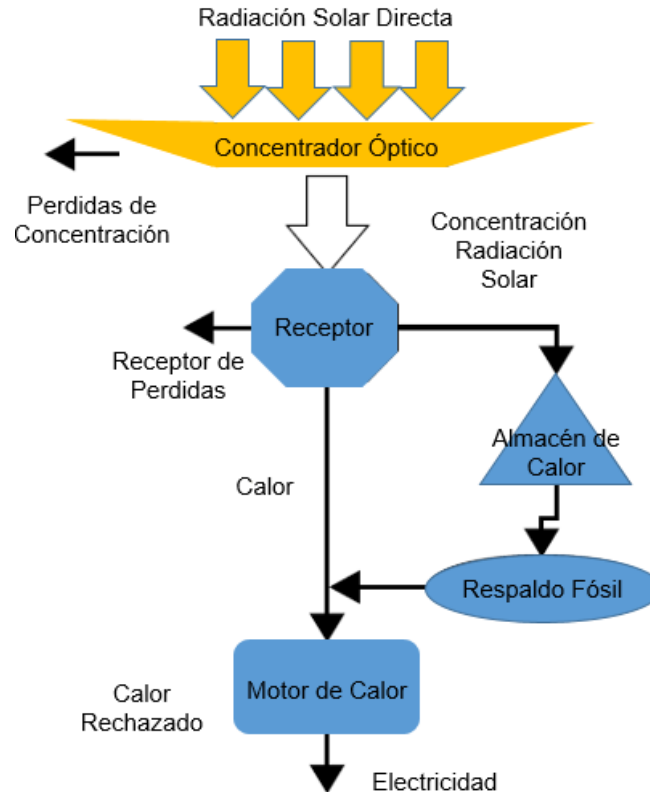 Radiación Solar Directa
Concentrador Óptico
Perdidas de
Concentración
Concentración
Radiación
Solar
Receptor
Receptor de
Perdidas
Almacén de
Calor
Calor
Respaldo Fósil
Motor de Calor
Calor
Rechazado
Electricidad